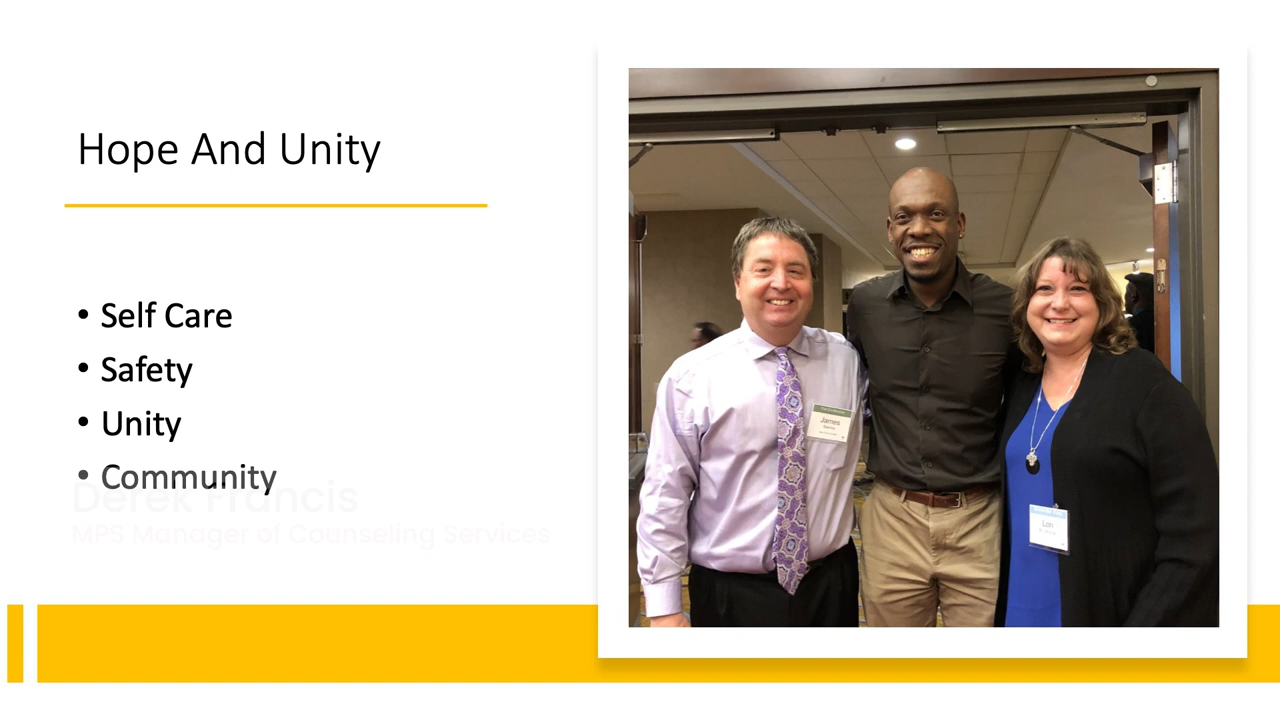 Hope And Unity
• Self Care
• Safety
• Unity
• Community
Derek Francis
MPS Manager of Counseling Services
James
Lori